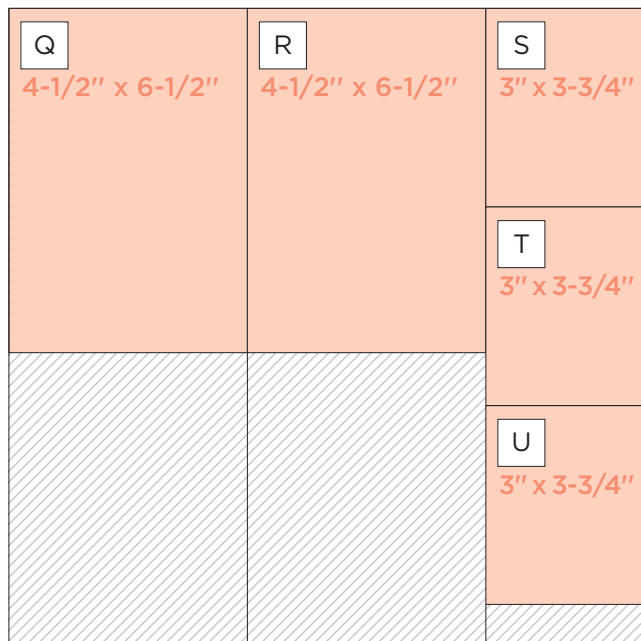 Q
4-1/2" x 6-1/2"
R
4-1/2" x 6-1/2"
S
3" x 3-3/4"
T
3" x 3-3/4"
U
3" x 3-3/4"